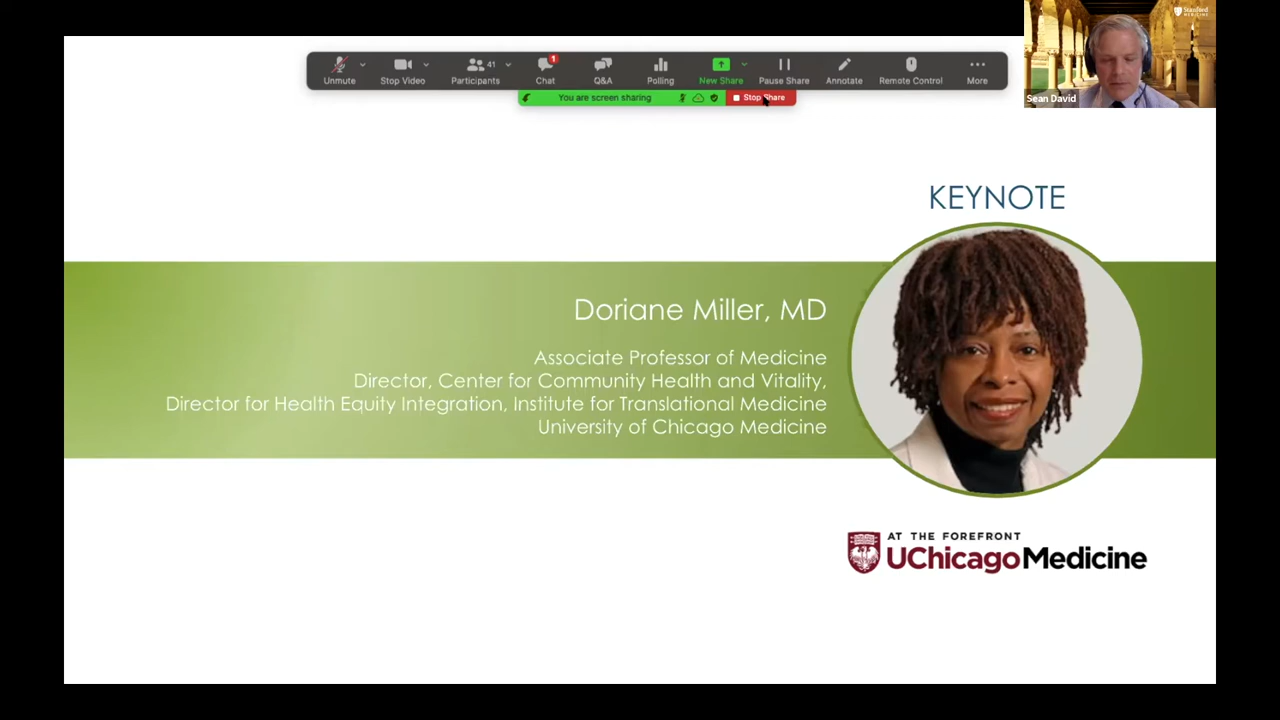 Stanford
MEDICINE
Sean David
Unmute
Stop Video
41
Participants
1
Chat
Q&A
Polling
New Share
Pause Share
Annotate
Remote Control
More
You are screen sharing
Stop Share
KEYNOTE
Doriane Miller, MD
Associate Professor of Medicine
Director, Center for Community Health and Vitality,
Director for Health Equity Integration, Institute for Translational Medicine
University of Chicago Medicine
AT THE FOREFRONT
UChicagoMedicine